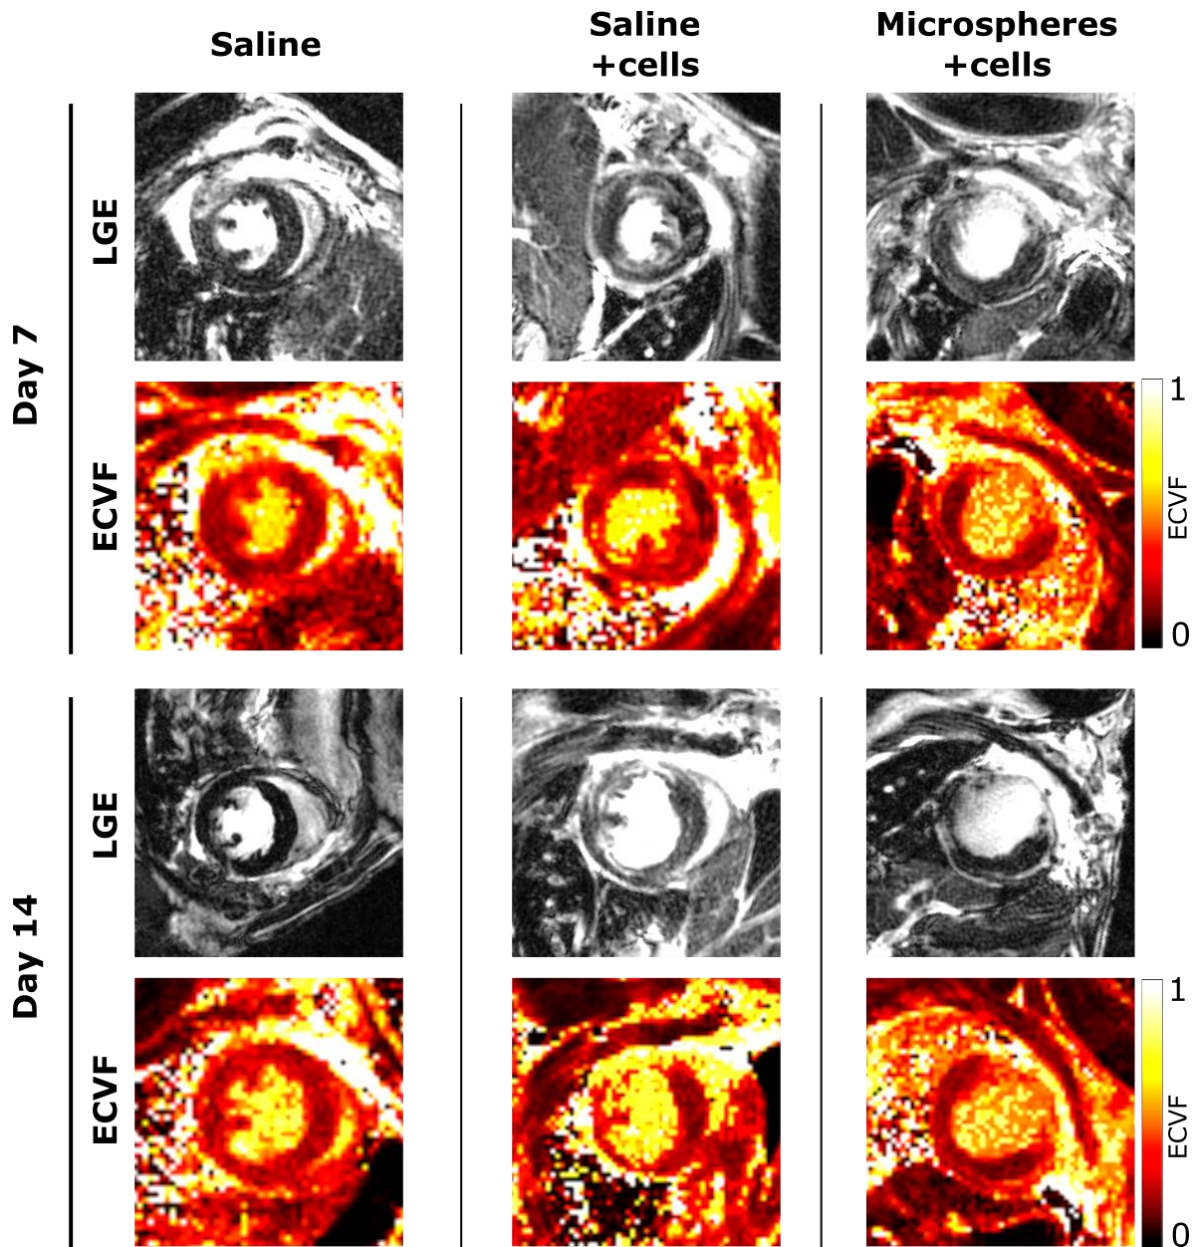 Saline
Saline
+cells
Microspheres
+cells
Day 7
LGE
ECVF
1
ECVF
0
Day 14
LGE
ECVF
1
ECVF
0